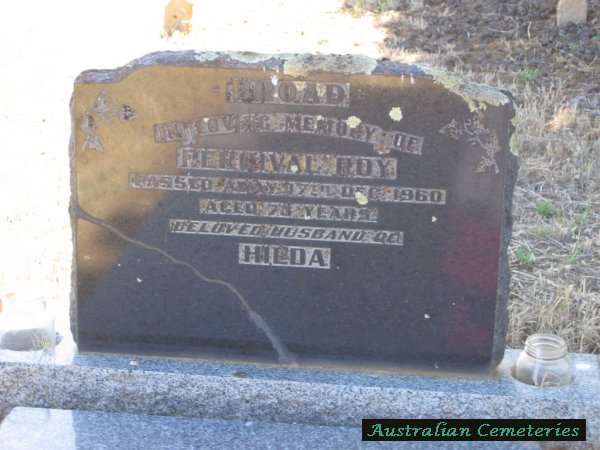 BROAD
IN LOVING MEMORY OF
PERCIVAL ROY
PASSED AWAY 17TH DEC. 1960
AGED 73 YEARS
BELOVED HUSBAND OF
HILDA
Australian Cemeteries